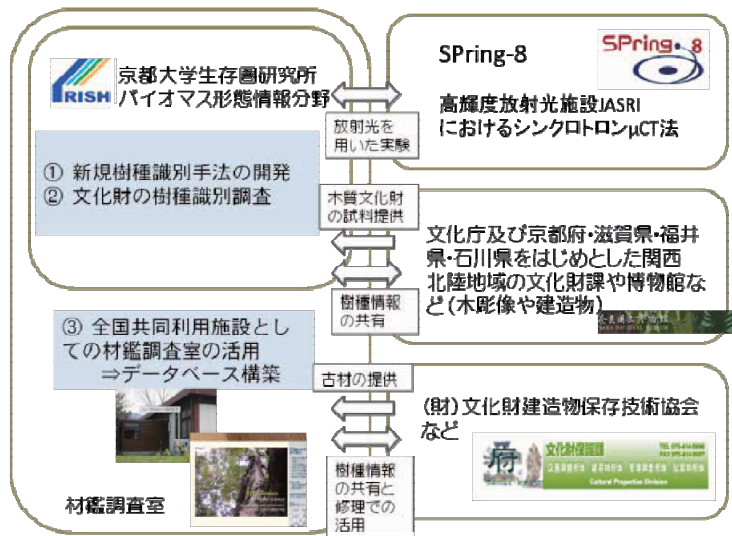 RISH
京都大学生存圏研究所
バイオマス形態情報分野
① 新規樹種識別手法の開発
② 文化財の樹種識別調査
③ 全国共同利用施設とし
ての材鑑調査室の活用
⇒データベース構築
材鑑調査室
放射光を
用いた実験
木質文化財
の試料提供
樹種情報
の共有
古材の提供
樹種情報
の共有と
修理での
活用
SPring-8
SPring-8
高輝度放射光施設JASRI
におけるシンクロトロンμCT法
文化庁及び京都府・滋賀県・福井
県・石川県をはじめとした関西
北陸地域の文化財課や博物館な
ど（木彫像や建造物）
奈良国立博物館
（財）文化財建造物保存技術協会
など
文化財保護課
Cultural Properties Division